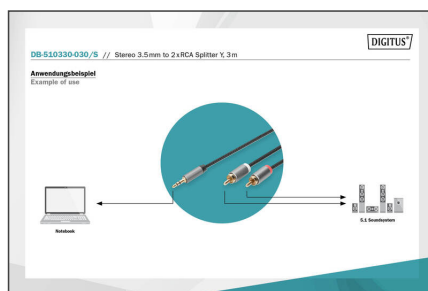 DIGITUS®
DB-510330-030/S // Stereo 3.5mm to 2xRCA Splitter Y, 3m
Anwendungsbeispiel
Example of use
Notebook
5.1 Soundsystem